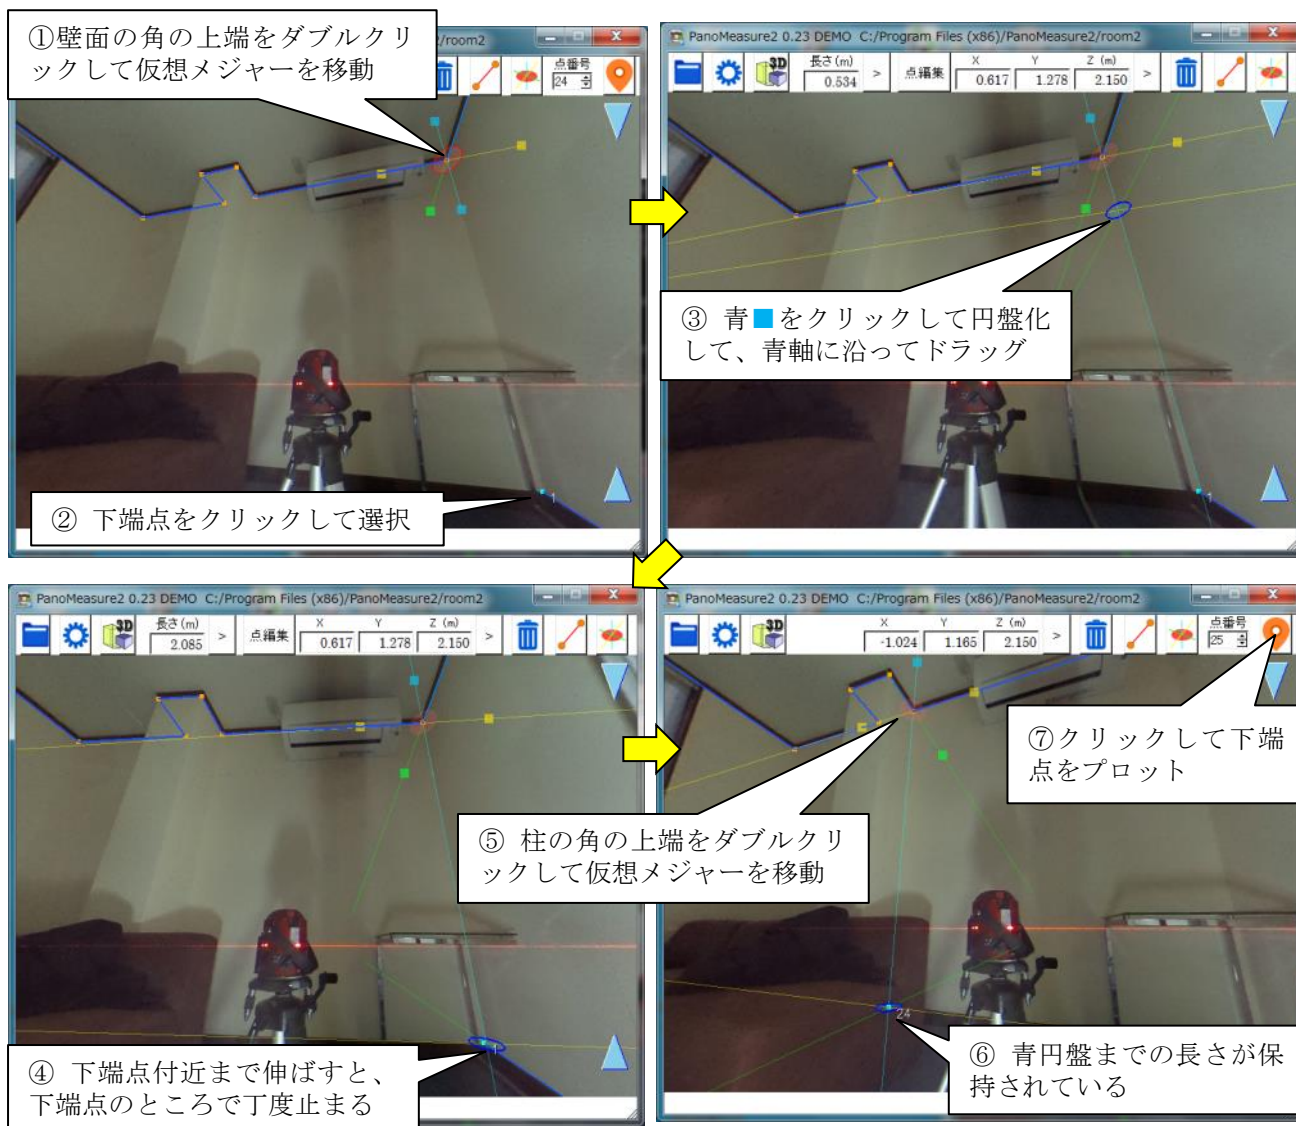 ①壁面の角の上端をダブルクリ
ックして仮想メジャーを移動
/room2
点番号
24
② 下端点をクリックして選択
1
PanoMeasure2 0.23 DEMO C:/Program Files (x86)/PanoMeasure2/room2
3D
長さ(m)
0.534
>
点編集
X
0.617
Y
1.278
Z (m)
2.150
>
③ 青■をクリックして円盤化
して、青軸に沿ってドラッグ
1
PanoMeasure2 0.23 DEMO C:/Program Files (x86)/PanoMeasure2/room2
3D
長さ(m)
2.085
>
点編集
X
0.617
Y
1.278
Z (m)
2.150
>
④ 下端点付近まで伸ばすと、
下端点のところで丁度止まる
1
PanoMeasure2 0.23 DEMO C:/Program Files (x86)/PanoMeasure2/room2
3D
X
-1.024
Y
1.165
Z (m)
2.150
>
点番号
25
⑦クリックして下端
点をプロット
⑤ 柱の角の上端をダブルクリ
ックして仮想メジャーを移動
24
⑥ 青円盤までの長さが保
持されている